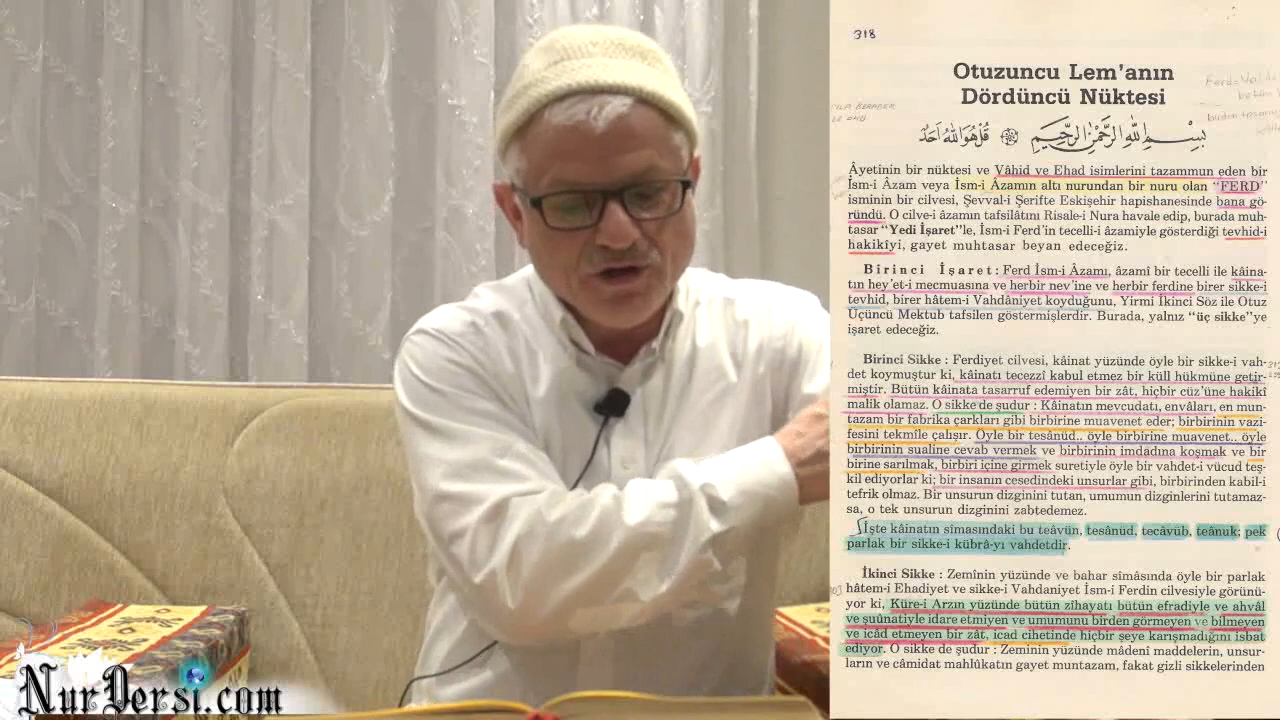 318
Otuzuncu Lem'anın
Dördüncü Nüktesi
بِسْمِ اللهِ الرَّحْمٰنِ الرَّحِيمِ ۞ قُلْ هُوَ اللهُ اَحَدٌ
Âyetinin bir nüktesi ve Vâhid ve Ehad isimlerini tazammun eden bir
İsm-i Âzam veya İsm-i Âzamın altı nurundan bir nuru olan "FERD"
isminin bir cilvesi, Şevval-i Şerifte Eskişehir hapishanesinde bana gö-
ründü. O cilve-i âzamın tafsilâtını Risale-i Nura havale edip, burada muh-
tasar "Yedi İşaret"le, İsm-i Ferd'in tecelli-i âzamiyle gösterdiği tevhid-i
hakikîyi, gayet muhtasar beyan edeceğiz.
Birinci İşaret: Ferd İsm-i Âzamı, âzamî bir tecelli ile kâina-
tın hey'et-i mecmuasına ve herbir nev'ine ve herbir ferdine birer sikke-i
tevhid, birer hâtem-i Vahdâniyet koyduğunu, Yirmi İkinci Söz ile Otuz
Üçüncü Mektub tafsilen göstermişlerdir. Burada, yalnız "üç sikke"ye
işaret edeceğiz.
Birinci Sikke: Ferdiyet cilvesi, kâinat yüzünde öyle bir sikke-i vah-
det koymuştur ki, kâinatı tecezzî kabul etmez bir küll hükmüne getir-
miştir. Bütün kâinata tasarruf edemiyen bir zât, hiçbir cüz'üne hakikî
malik olamaz. O sikke de şudur: Kâinatın mevcudatı, envâları, en mun-
tazam bir fabrika çarkları gibi birbirine muavenet eder; birbirinin vazi-
fesini tekmîle çalışır. Öyle bir tesânüd.. öyle birbirine muavenet.. öyle
birbirinin sualine cevab vermek ve birbirinin imdadına koşmak ve bir
birine sarılmak, birbiri içine girmek suretiyle öyle bir vahdet-i vücud teş-
kil ediyorlar ki; bir insanın cesedindeki unsurlar gibi, birbirinden kabil-i
tefrik olmaz. Bir unsurun dizginini tutan, umumun dizginlerini tutamaz-
sa, o tek unsurun dizginini zabtedemez.
İşte kâinatın sîmasındaki bu teâvün, tesânüd, tecâvüb, teânuk; pek
parlak bir sikke-i kübrâ-yı vahdetdir.
İkinci Sikke: Zemînin yüzünde ve bahar sîmâsında öyle bir parlak
hâtem-i Ehadiyet ve sikke-i Vahdaniyet İsm-i Ferdin cilvesiyle görünü-
yor ki, Küre-i Arzın yüzünde bütün zîhayatı bütün efradiyle ve ahvâl
ve şuûnatiyle idare etmiyen ve umumunu birden görmeyen ve bilmeyen
ve icâd etmeyen bir zât, icad cihetinde hiçbir şeye karışmadığını isbat
ediyor. O sikke de şudur: Zeminin yüzünde mâdenî maddelerin, unsur-
ların ve câmidat mahlûkatın gayet muntazam, fakat gizli sikkelerinden
NurDersi.com